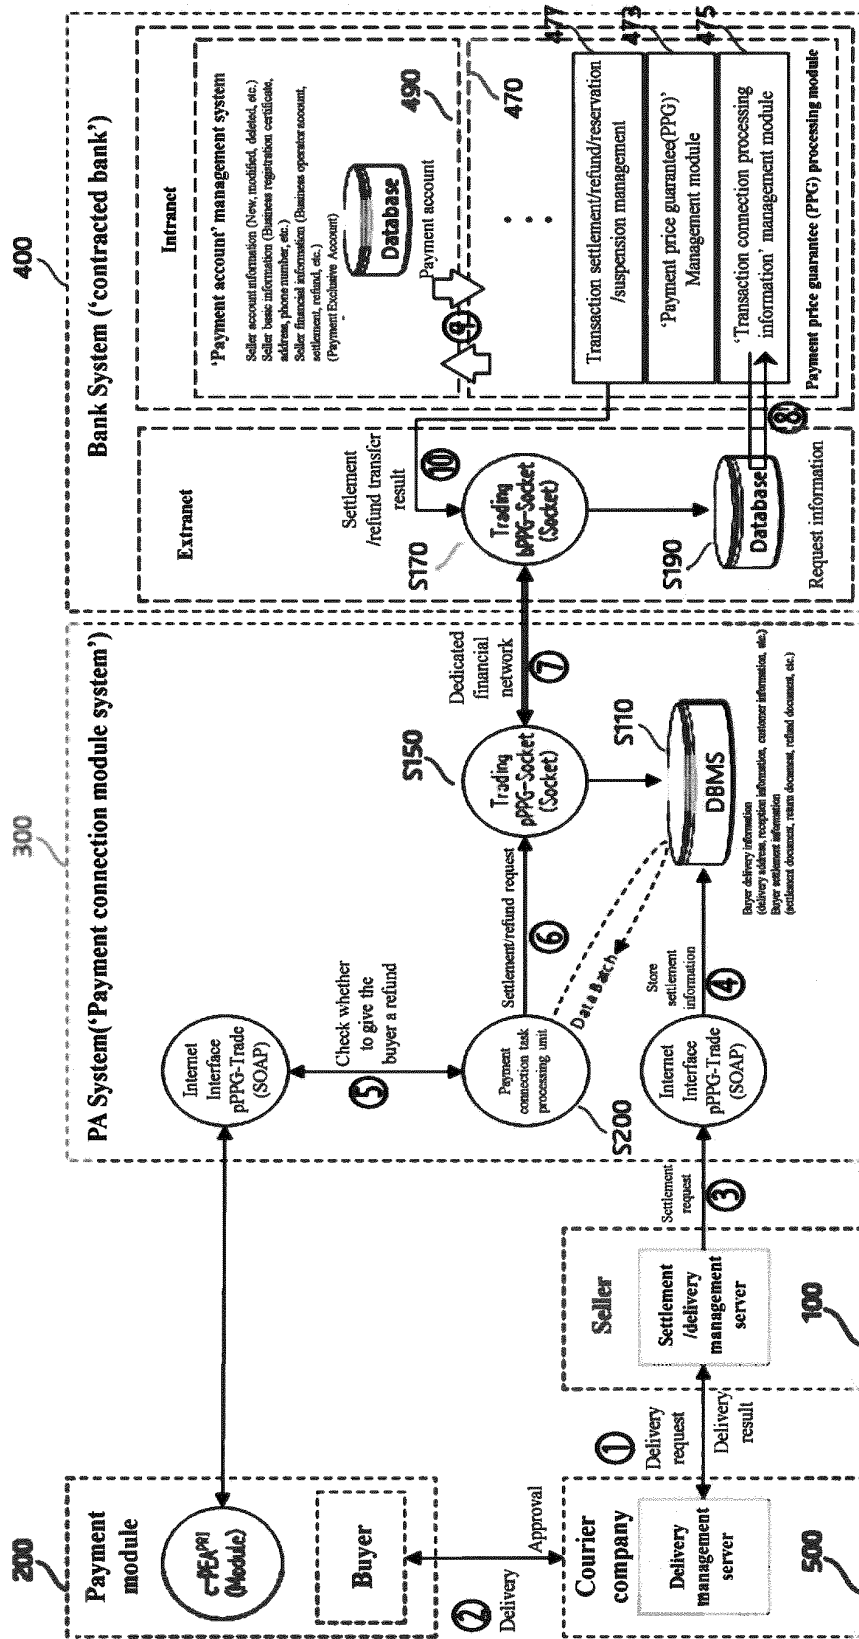 200
Payment
module
c-PEA^PRI
(Module)
Buyer
②
Delivery
Approval
Courier
company
Delivery
management
server
500
①
Delivery
request
Delivery
result
Seller
Settlement
/delivery
management
server
100
300
PA System('Payment connection module system')
Internet
Interface
pPPG-Trade
(SOAP)
Check whether
to give the
buyer a refund
⑤
Payment
connection task
processing unit
S200
Settlement/refund request
⑥
Data Batch
Settlement
request
③
Internet
Interface
pPPG-Trade
(SOAP)
Store
settlement
information
④
S150
Trading
pPPG-Socket
(Socket)
S110
DBMS
Buyer delivery information
(delivery address, reception information, customer information, etc.)
Buyer settlement information
(settlement document, return document, refund document, etc.)
Dedicated
financial
network
⑦
400
Bank System ('contracted bank')
Extranet
Settlement
/refund transfer
result
⑩
S170
Trading
bPPG-Socket
(Socket)
S190
Database
Request information
⑧
Intranet
'Payment account' management system
Seller account information (New, modified, deleted, etc.)
Seller basic information (Business registration certificate,
address, phone number, etc.)
Seller financial information (Business operator account,
settlement, refund, etc.)
(Payment Exclusive Account)
Database
490
Payment account
⑨
470
Transaction settlement/refund/reservation
/suspension management
477
'Payment price guarantee(PPG)'
Management module
473
'Transaction connection processing
information' management module
475
Payment price guarantee (PPG) processing module